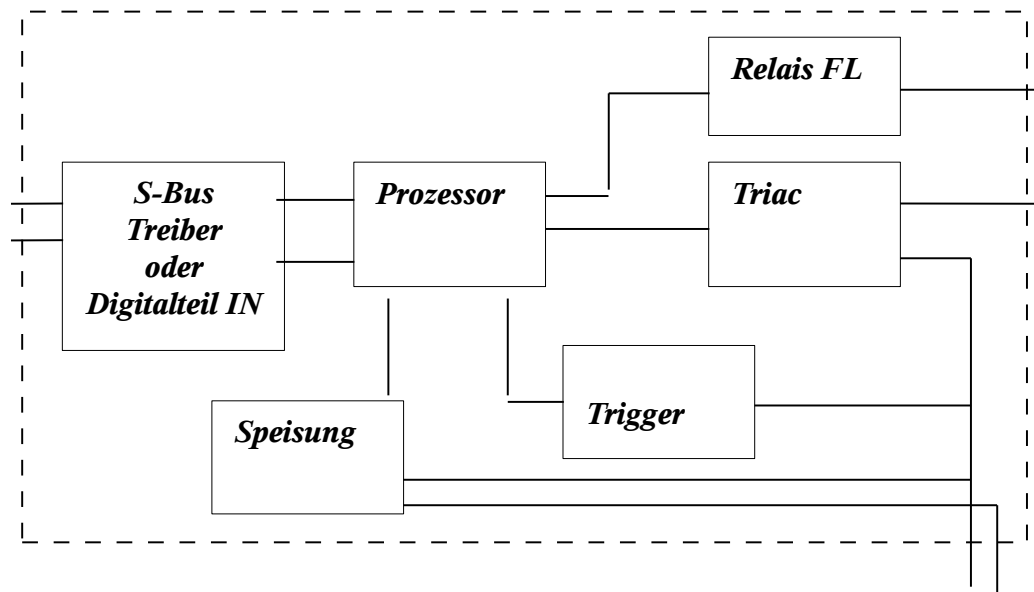 Relais FL
S-Bus
Treiber
oder
Digitalteil IN
Prozessor
Triac
Trigger
Speisung